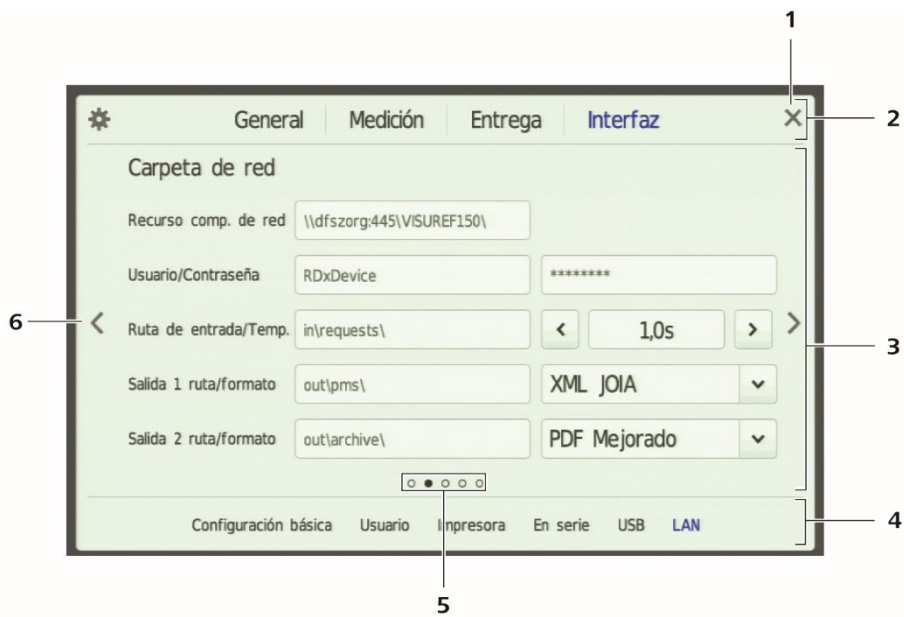 1
General Medición Entrega Interfaz
2
Carpeta de red
Recurso comp. de red \\dfszorg:445\VISUREF150\
Usuario/Contraseña RDxDevice ********
6
Ruta de entrada/Temp. in\requests\ 1,0s
3
Salida 1 ruta/formato out\pms\ XML JOIA
Salida 2 ruta/formato out\archive\ PDF Mejorado
Configuración básica Usuario Impresora En serie USB LAN
4
5